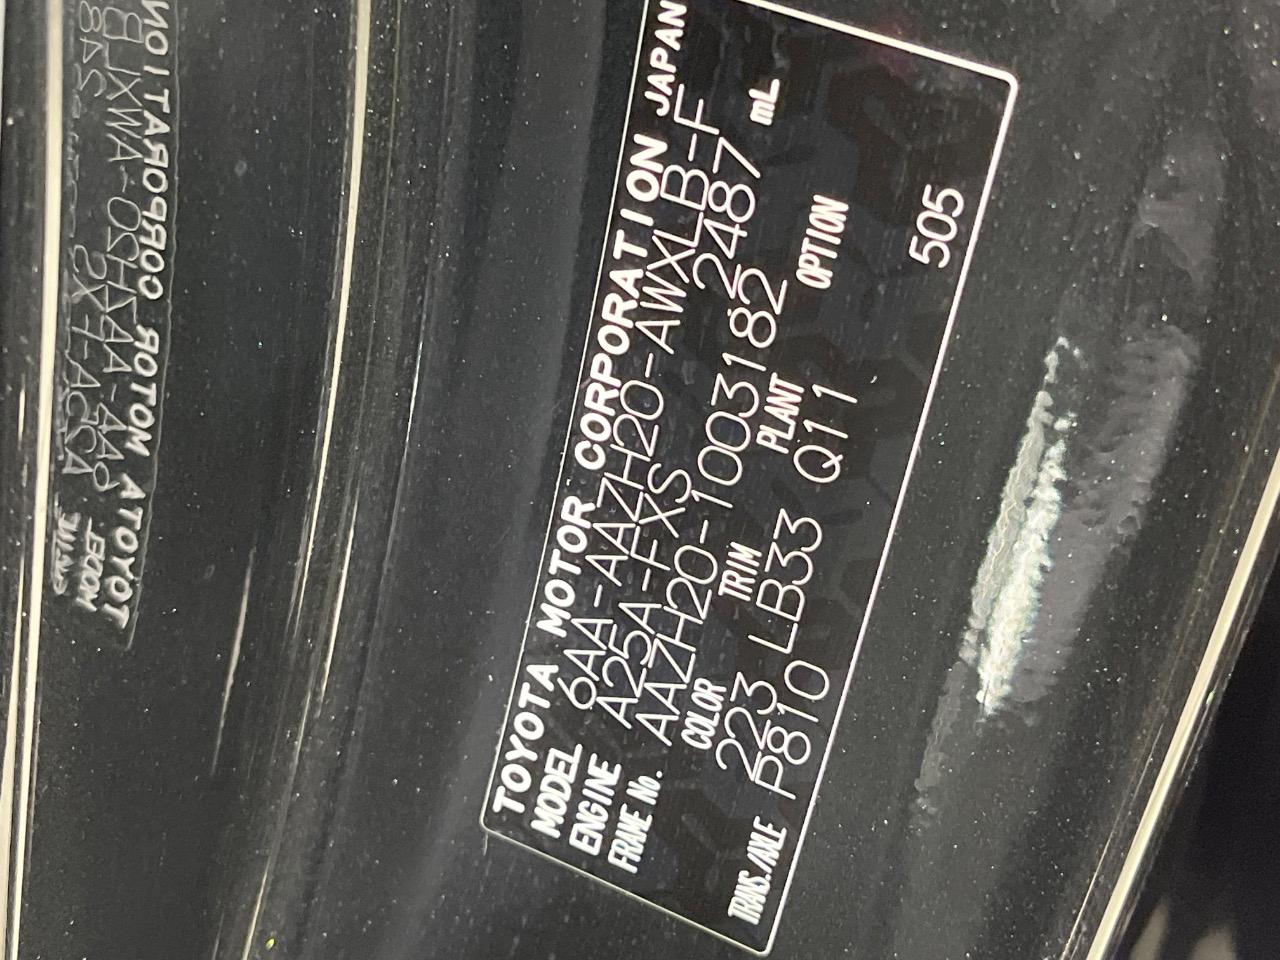 TOYOTA MOTOR CORPORATION JAPAN
MODEL 6AA-AAZH20-AWXLB-F
ENGINE A25A-FXS 2487 mL
FRAME No. AAZH20-1003182
COLOR TRIM PLANT OPTION
223 LB33 Q11
TRANS./AXLE P810 505